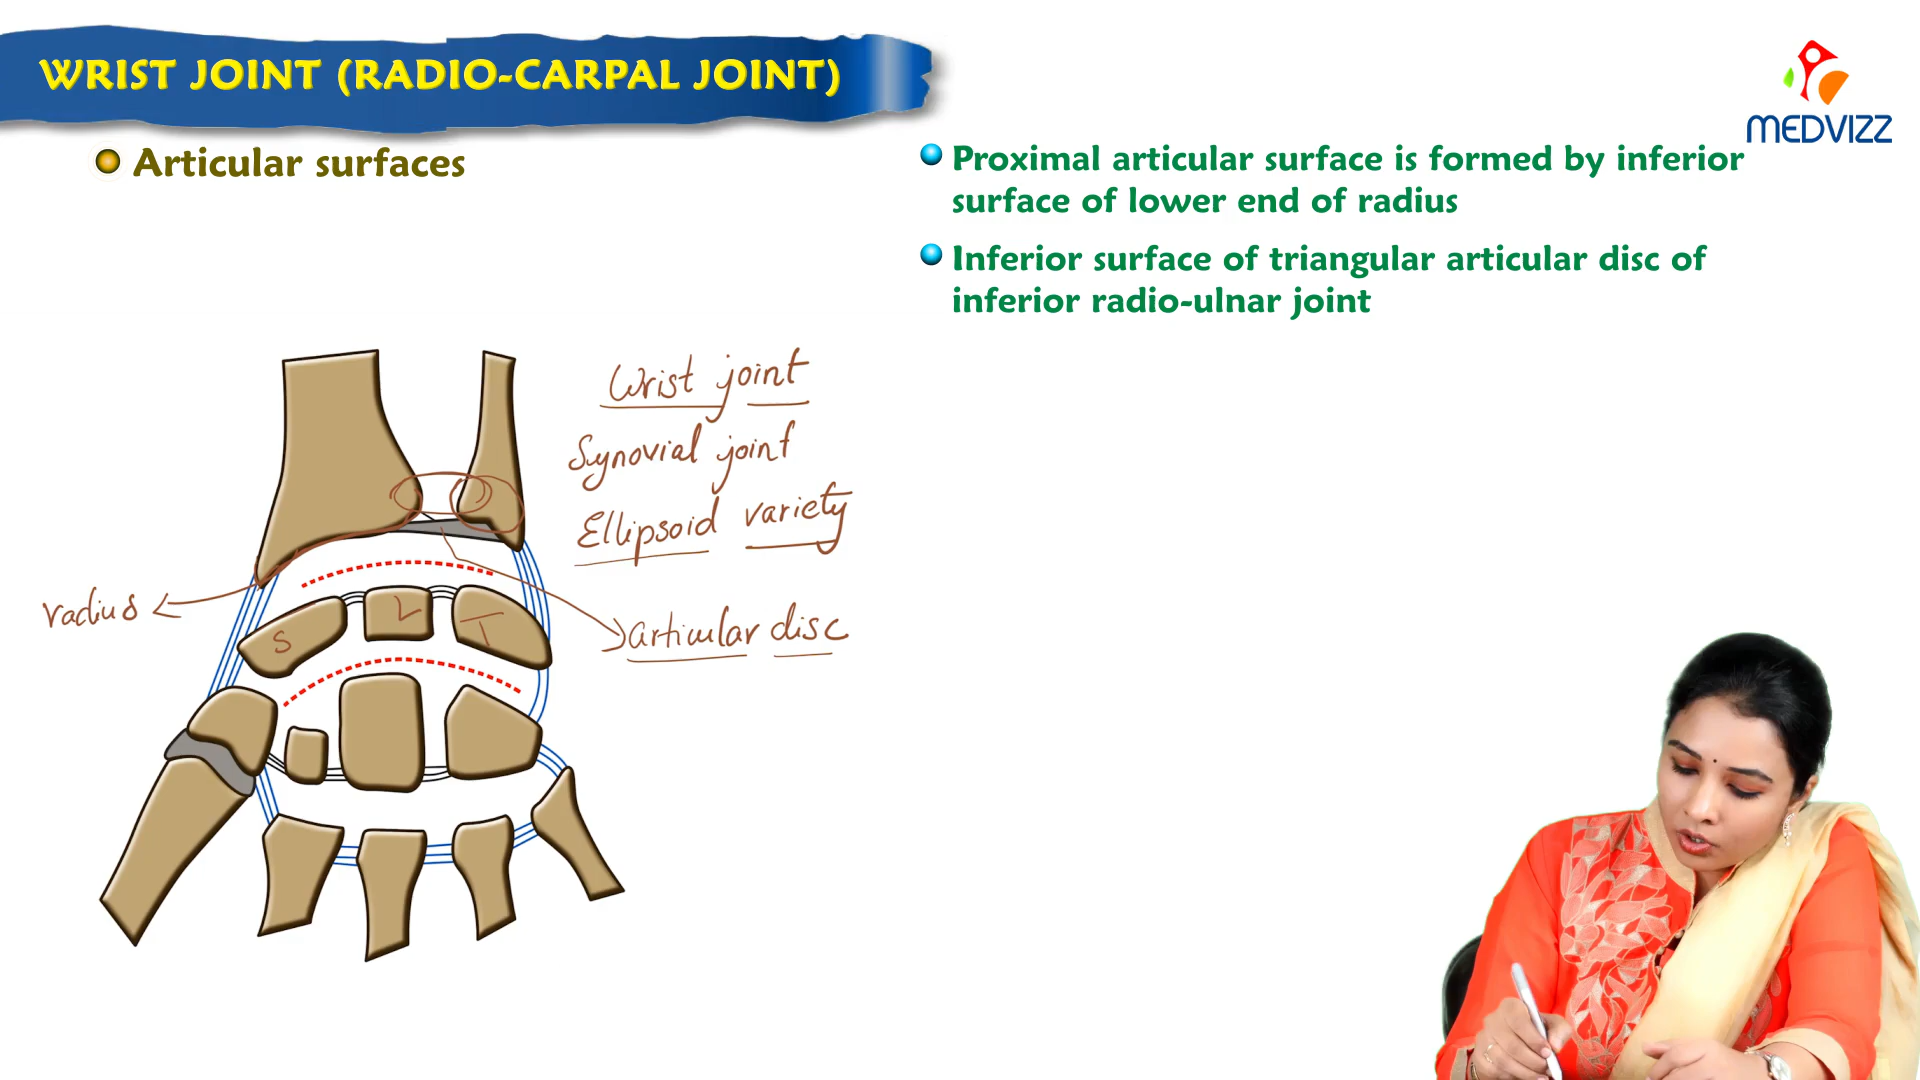 WRIST JOINT (RADIO-CARPAL JOINT)
MEDVIZZ
Articular surfaces
Proximal articular surface is formed by inferior
surface of lower end of radius
Inferior surface of triangular articular disc of
inferior radio-ulnar joint
Wrist joint
Synovial joint
Ellipsoid variety
radius
S
L
T
articular disc